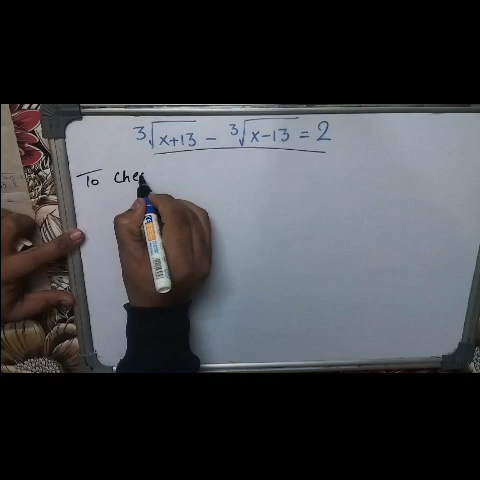 ∛(x+13) - ∛(x-13) = 2
To Che